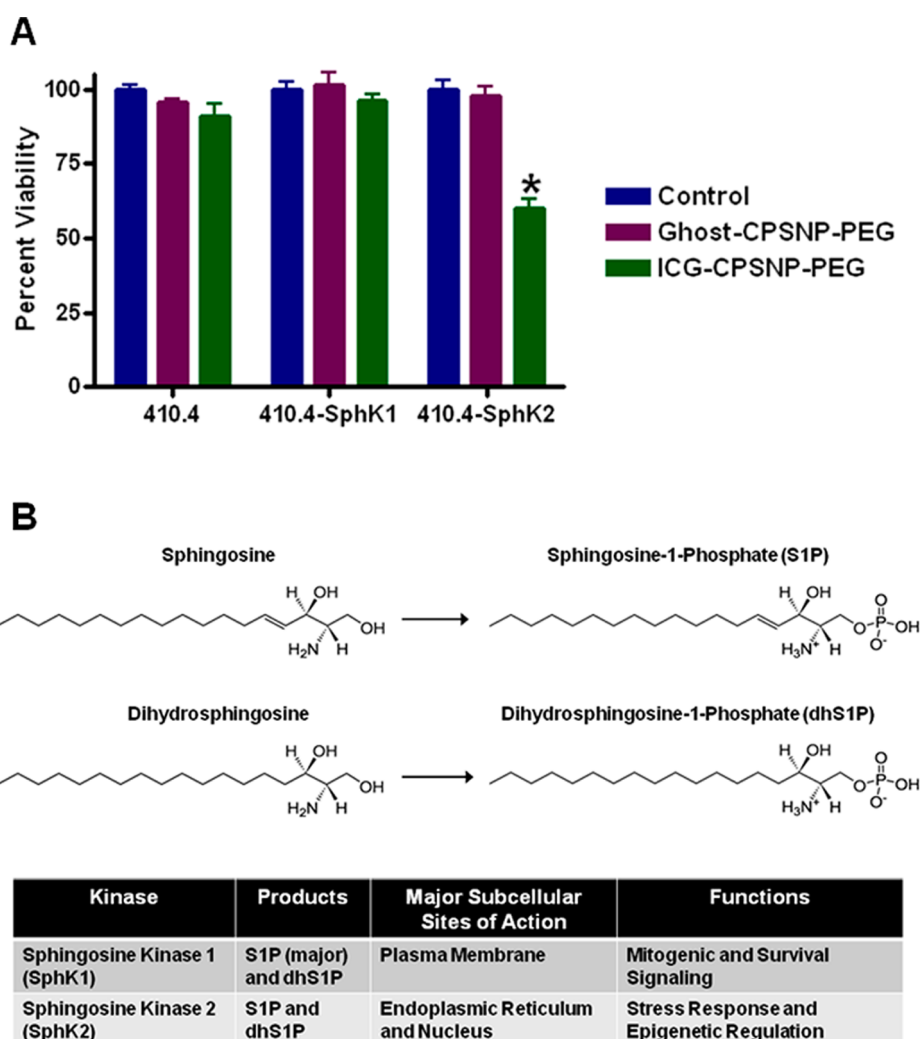 A
Percent Viability
100
75
50
25
0
410.4 410.4-SphK1 410.4-SphK2
*
Control
Ghost-CPSNP-PEG
ICG-CPSNP-PEG
B
Sphingosine Sphingosine-1-Phosphate (S1P)
H OH
OH
H₂N H
H OH
O
O P OH
O⁻
H₃N⁺ H
Dihydrosphingosine Dihydrosphingosine-1-Phosphate (dhS1P)
H OH
OH
H₂N H
H OH
O
O P OH
O⁻
H₃N⁺ H
Kinase Products Major Subcellular Functions
Sites of Action
Sphingosine Kinase 1 S1P (major) Plasma Membrane Mitogenic and Survival
(SphK1) and dhS1P Signaling
Sphingosine Kinase 2 S1P and Endoplasmic Reticulum Stress Response and
(SphK2) dhS1P and Nucleus Epigenetic Regulation